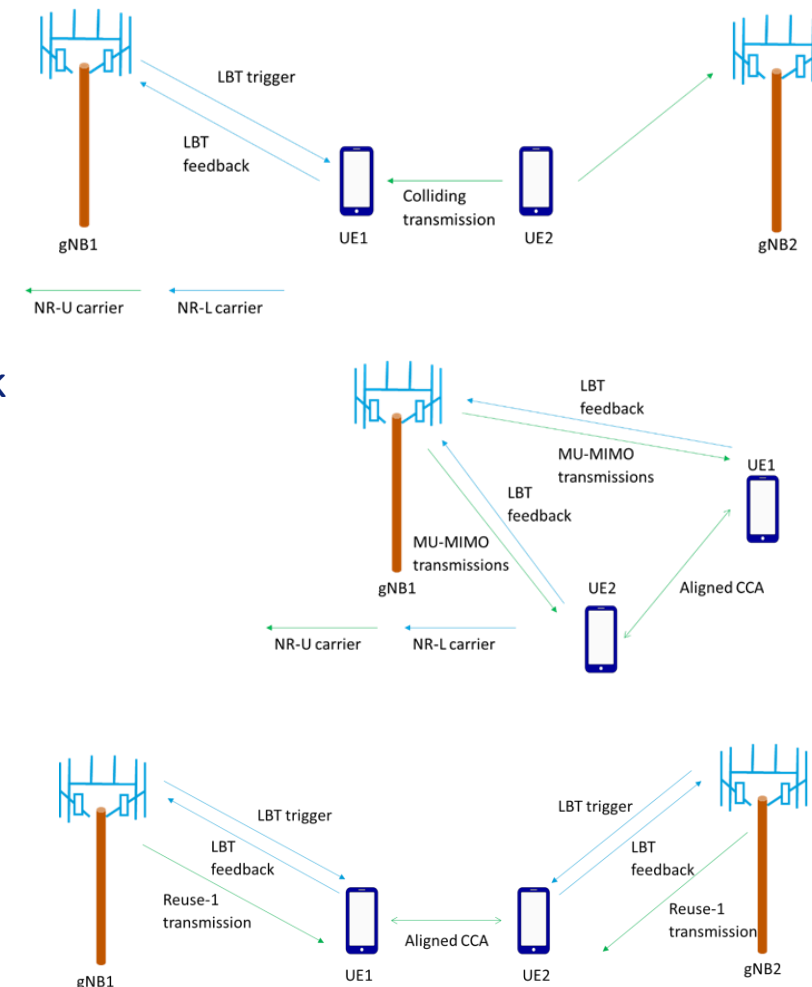 LBT trigger
LBT
feedback
Colliding
transmission
gNB1
UE1
UE2
gNB2
NR-U carrier
NR-L carrier
LBT
feedback
MU-MIMO
transmissions
UE1
LBT
feedback
MU-MIMO
transmissions
gNB1
UE2
Aligned CCA
NR-U carrier
NR-L carrier
LBT trigger
LBT
feedback
Reuse-1
transmission
Aligned CCA
LBT trigger
LBT
feedback
Reuse-1
transmission
gNB1
UE1
UE2
gNB2